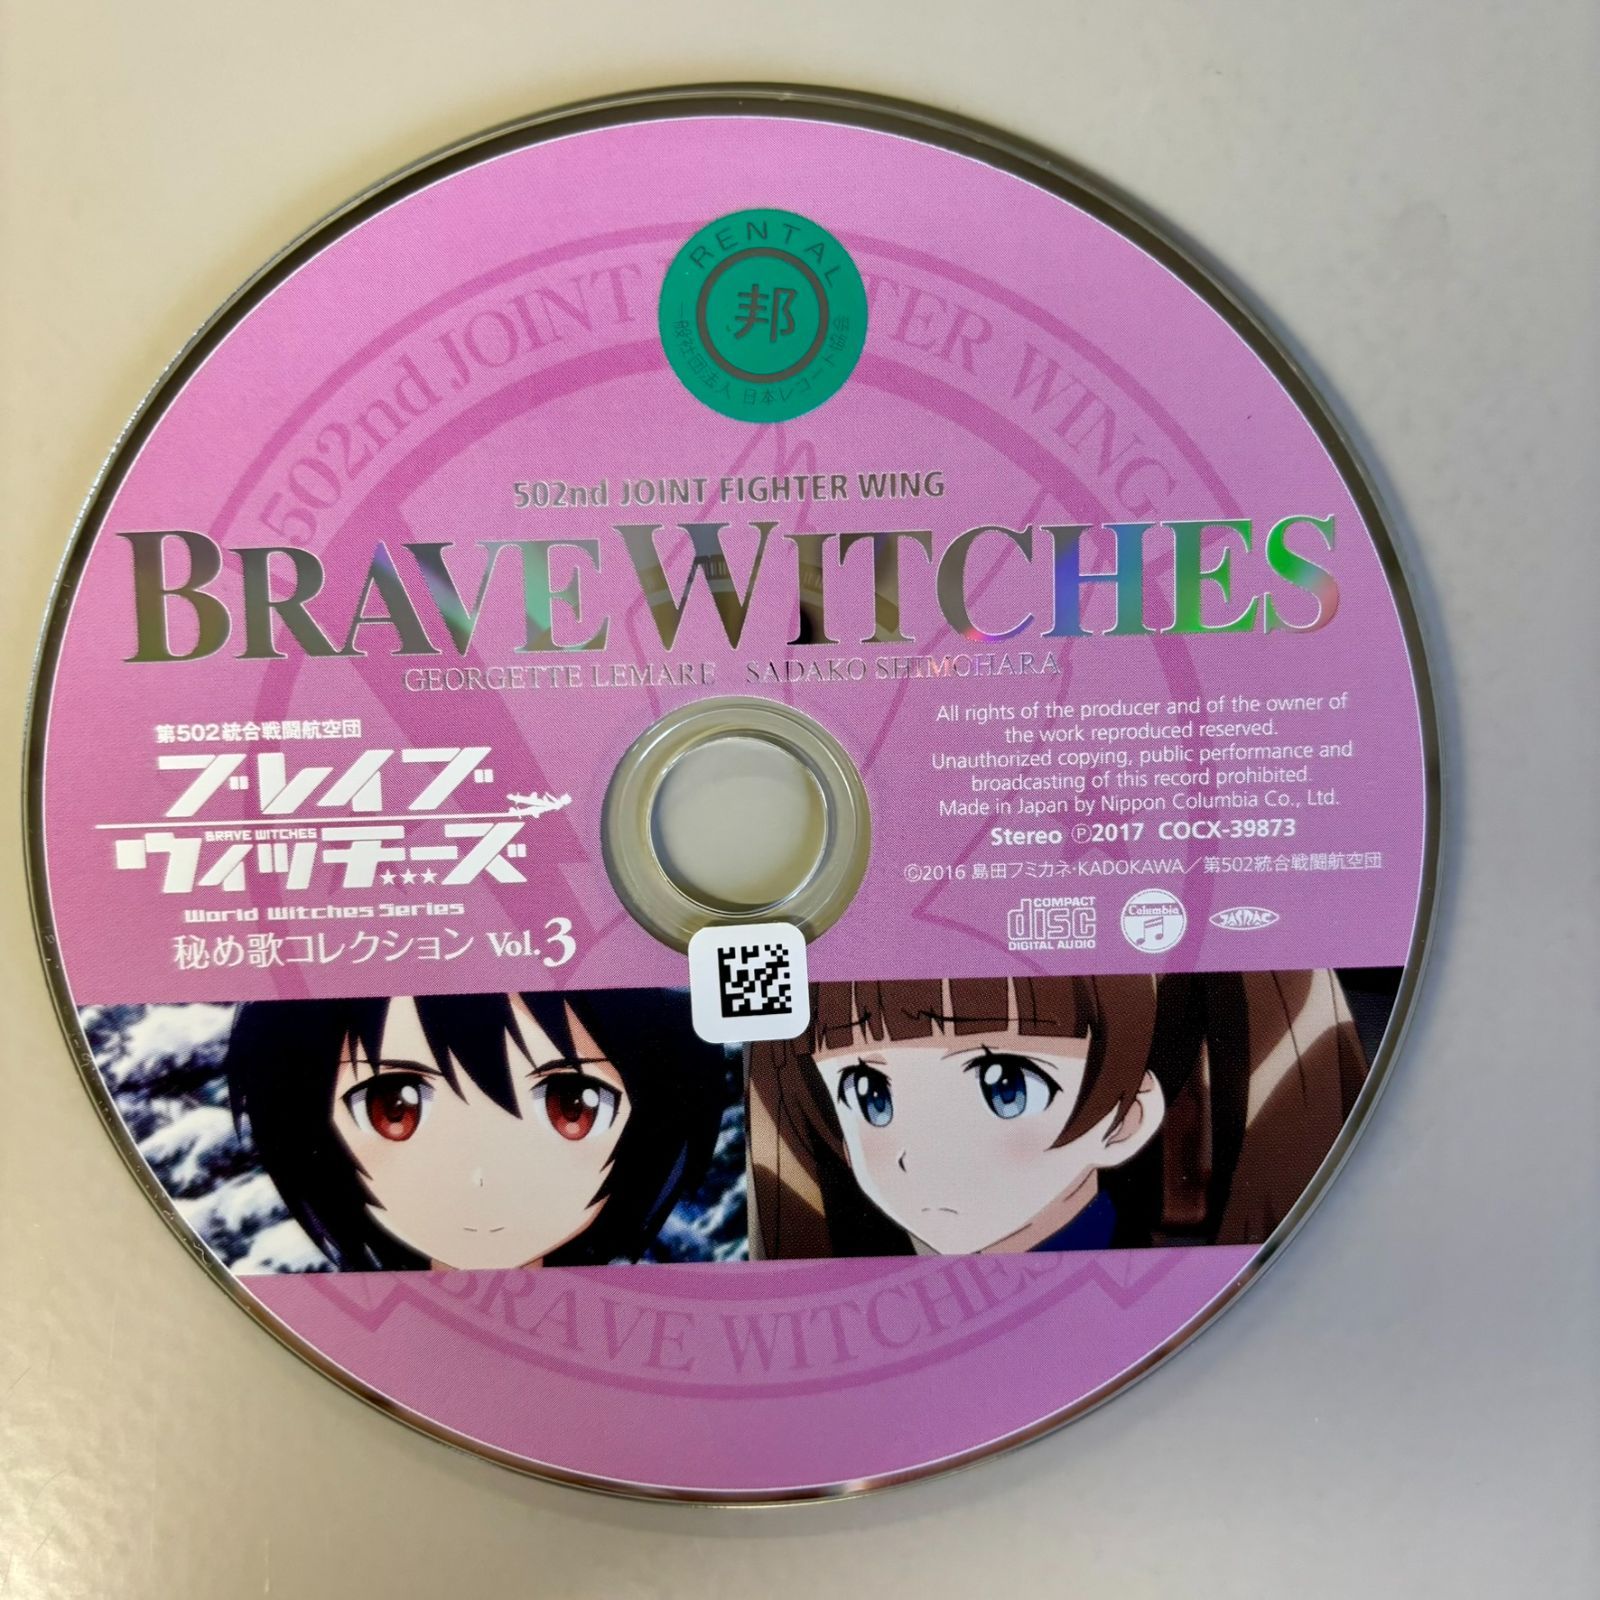 RENTAL
邦
一般社団法人 日本レコード協会
502nd JOINT FIGHTER WING
502nd JOINT FIGHTER WING
BRAVE WITCHES
GEORGETTE LEMARE SADAKO SHIMOHARA
第502統合戦闘航空団
ブレイブ
BRAVE WITCHES
ウィッチーズ
World Witches Series
秘め歌コレクション Vol.3
All rights of the producer and of the owner of
the work reproduced reserved.
Unauthorized copying, public performance and
broadcasting of this record prohibited.
Made in Japan by Nippon Columbia Co., Ltd.
Stereo Ⓟ2017 COCX-39873
©2016 島田フミカネ・KADOKAWA／第502統合戦闘航空団
COMPACT
disc
DIGITAL AUDIO
Columbia
JASRAC
BRAVE WITCHES